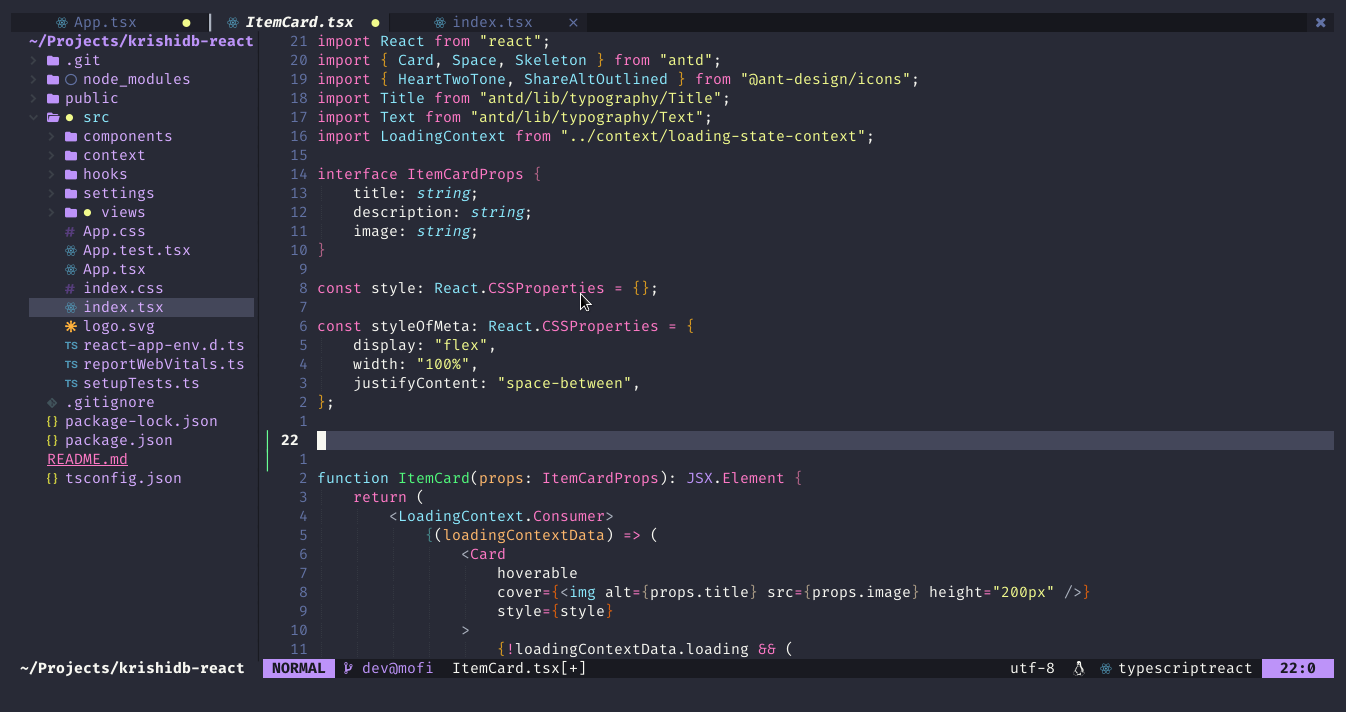 App.tsx ItemCard.tsx index.tsx
~/Projects/krishidb-react
.git
node_modules
public
src
components
context
hooks
settings
views
# App.css
App.test.tsx
App.tsx
# index.css
index.tsx
logo.svg
TS react-app-env.d.ts
TS reportWebVitals.ts
TS setupTests.ts
.gitignore
{} package-lock.json
{} package.json
README.md
{} tsconfig.json
21 import React from "react";
20 import { Card, Space, Skeleton } from "antd";
19 import { HeartTwoTone, ShareAltOutlined } from "@ant-design/icons";
18 import Title from "antd/lib/typography/Title";
17 import Text from "antd/lib/typography/Text";
16 import LoadingContext from "../context/loading-state-context";
15
14 interface ItemCardProps {
13     title: string;
12     description: string;
11     image: string;
10 }
9
8 const style: React.CSSProperties = {};
7
6 const styleOfMeta: React.CSSProperties = {
5     display: "flex",
4     width: "100%",
3     justifyContent: "space-between",
2 };
1
22
1
2 function ItemCard(props: ItemCardProps): JSX.Element {
3     return (
4         <LoadingContext.Consumer>
5             {(loadingContextData) => (
6                 <Card
7                     hoverable
8                     cover={<img alt={props.title} src={props.image} height="200px" />}
9                     style={style}
10                 >
11                     {!loadingContextData.loading && (
~/Projects/krishidb-react NORMAL dev@mofi ItemCard.tsx[+] utf-8 typescriptreact 22:0